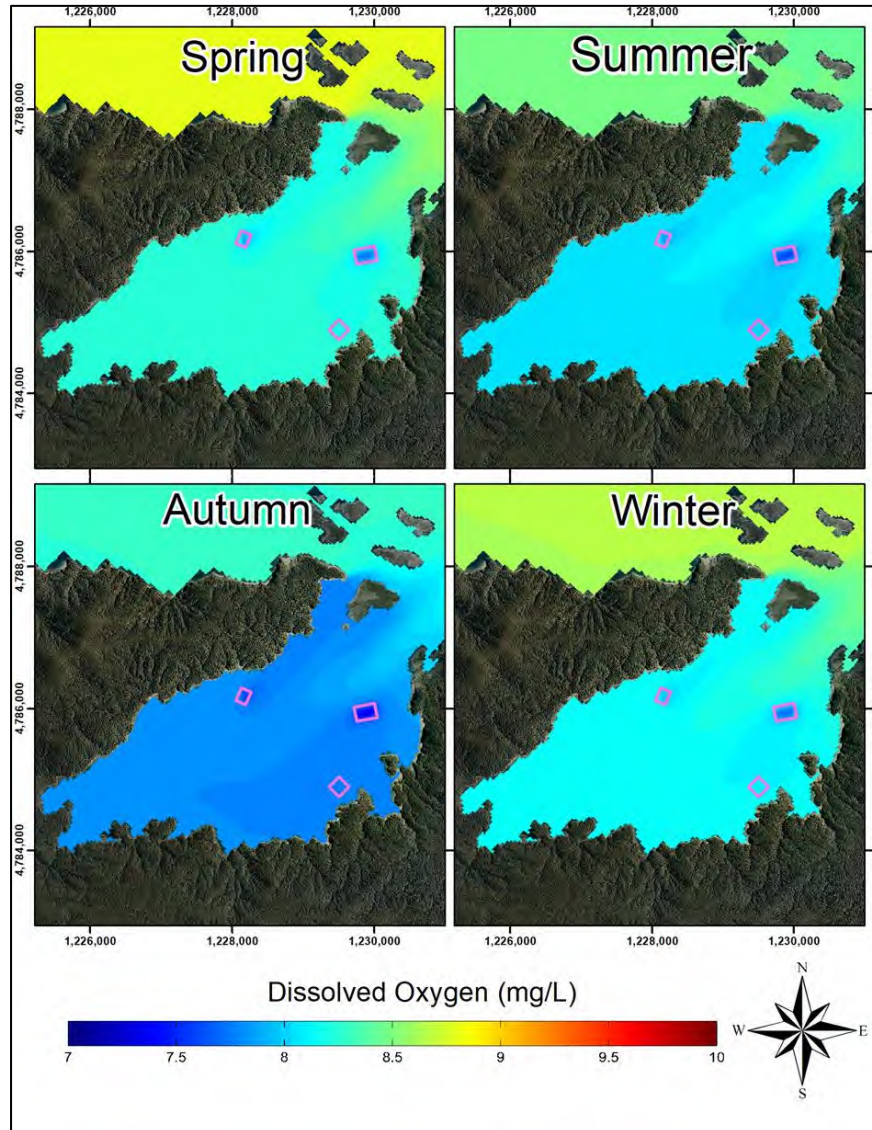 1,226,000 1,228,000 1,230,000 1,226,000 1,228,000 1,230,000
Spring Summer
4,788,000
4,786,000
4,784,000
Autumn Winter
4,788,000
4,786,000
4,784,000
1,226,000 1,228,000 1,230,000 1,226,000 1,228,000 1,230,000
Dissolved Oxygen (mg/L)
7 7.5 8 8.5 9 9.5 10
N
W E
S